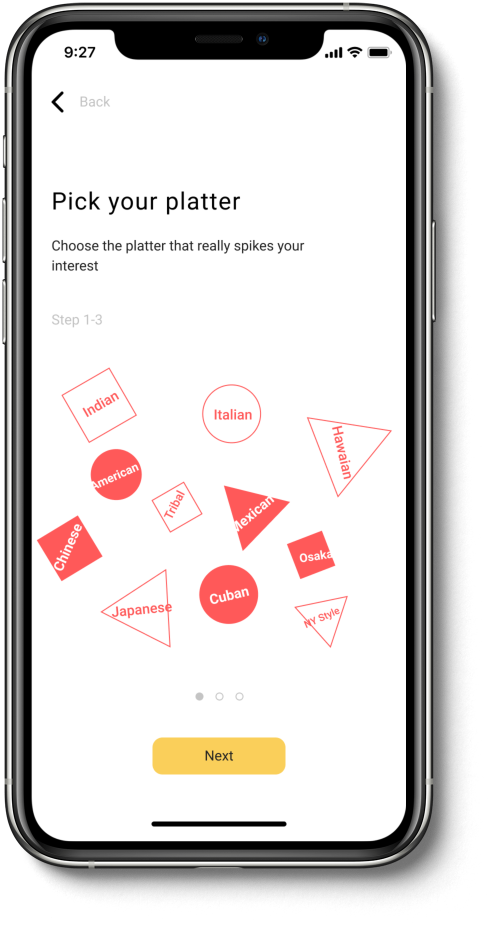 9:27
Back
Pick your platter
Choose the platter that really spikes your
interest
Step 1-3
Indian
Italian
Hawaiian
American
Tribal
Mexican
Chinese
Osaka
Japanese
Cuban
NY Style
Next